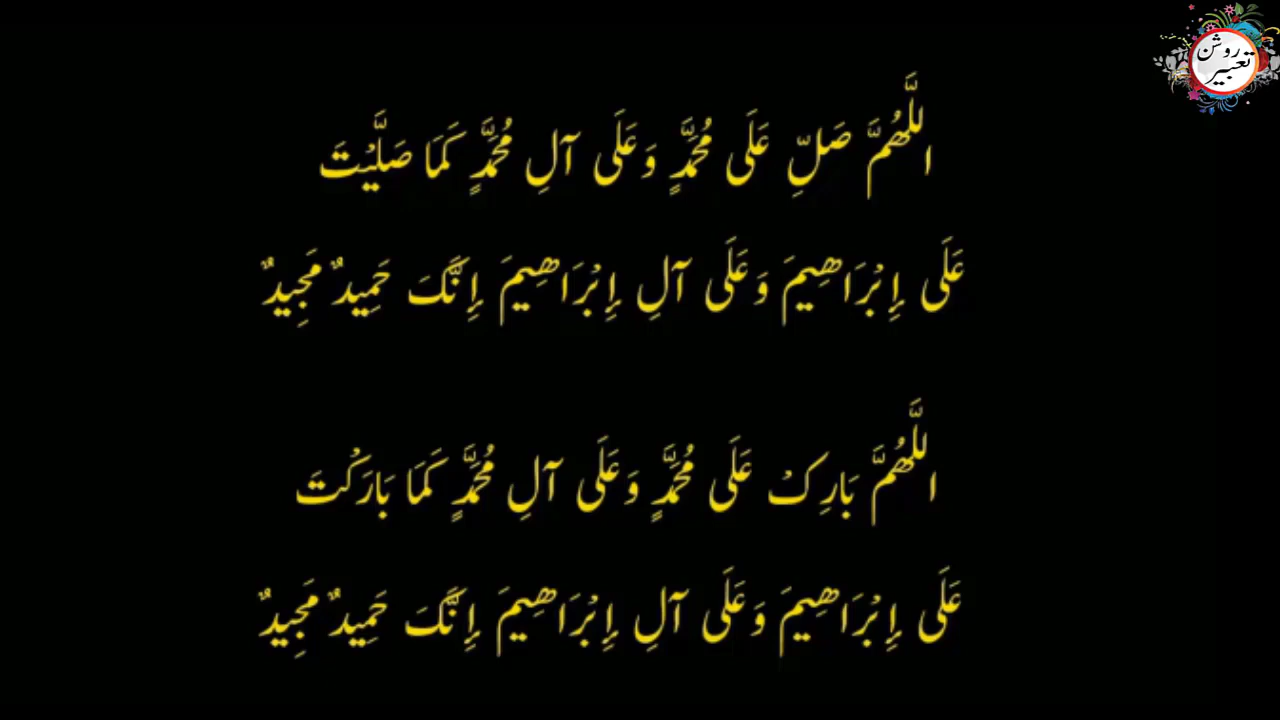 روشن
تعبیر
اللَّهُمَّ صَلِّ عَلَى مُحَمَّدٍ وَعَلَى آلِ مُحَمَّدٍ كَمَا صَلَّيْتَ
عَلَى إِبْرَاهِيمَ وَعَلَى آلِ إِبْرَاهِيمَ إِنَّكَ حَمِيدٌ مَجِيدٌ
اللَّهُمَّ بَارِكْ عَلَى مُحَمَّدٍ وَعَلَى آلِ مُحَمَّدٍ كَمَا بَارَكْتَ
عَلَى إِبْرَاهِيمَ وَعَلَى آلِ إِبْرَاهِيمَ إِنَّكَ حَمِيدٌ مَجِيدٌ